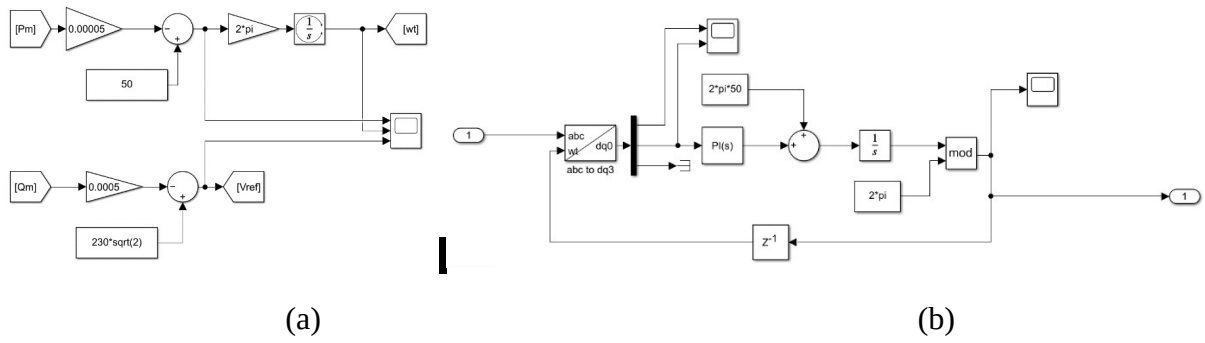 [Pm]
0.00005
−
+
2*pi
1
s
[wt]
50
[Qm]
0.0005
−
+
[Vref]
230*sqrt(2)
(a)
1
abc
wt
dq0
abc to dq3
2*pi*50
PI(s)
+
+
1
s
mod
2*pi
Z-1
1
(b)